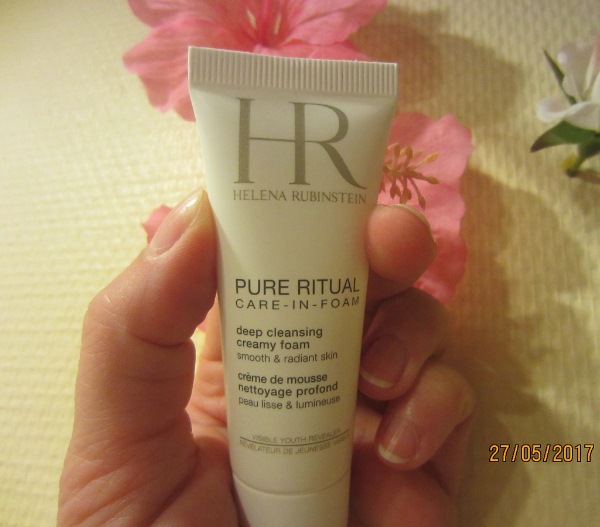 HR
HELENA RUBINSTEIN
PURE RITUAL
CARE-IN-FOAM
deep cleansing
creamy foam
smooth & radiant skin
crème de mousse
nettoyage profond
peau lisse & lumineuse
VISIBLE YOUTH REVEALER
RÉVÉLATEUR DE JEUNESSE VISIBLE
27/05/2017